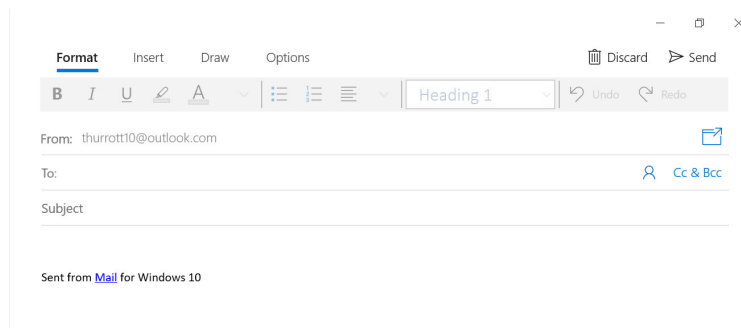 Format Insert Draw Options Discard Send
B I U A Heading 1 Undo Redo
From: thurrott10@outlook.com
To: Cc & Bcc
Subject
Sent from Mail for Windows 10